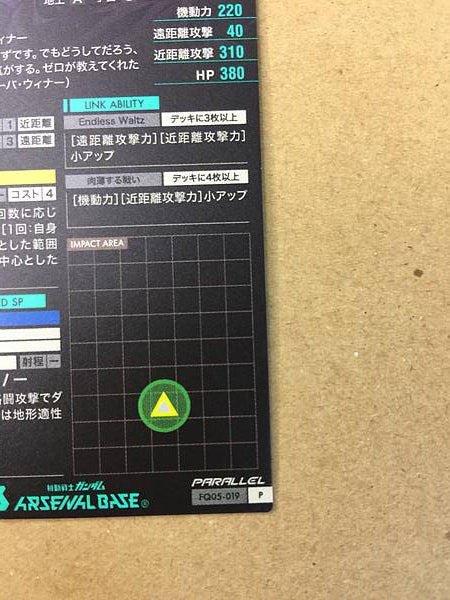 機動力 220
ィナー
遠距離攻撃 40
ずです。でもどうしてだろう、
近距離攻撃 310
気がする。ゼロが教えてくれた
HP 380
ーバ・ウィナー)
LINK ABILITY
1 近距離
Endless Waltz デッキに3枚以上
3 遠距離
[遠距離攻撃力][近距離攻撃力]
小アップ
肉薄する戦い デッキに4枚以上
コスト 4
[機動力][近距離攻撃力]小アップ
回数に応じ
[1回:自身
とした範囲
中心とした
IMPACT AREA
D SP
射程 ー
/ ー
格闘攻撃でダ
は地形適性
機動戦士ガンダム
ARSENAL BASE®
PARALLEL
FQ05-019 P